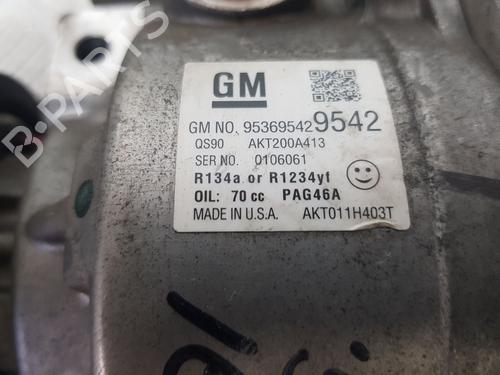 B-PARTS
GM
GM NO. 95369542 9542
QS90 AKT200A413
SER NO. 0106061
R134a or R1234yf
OIL: 70 cc PAG46A
MADE IN U.S.A. AKT011H403T